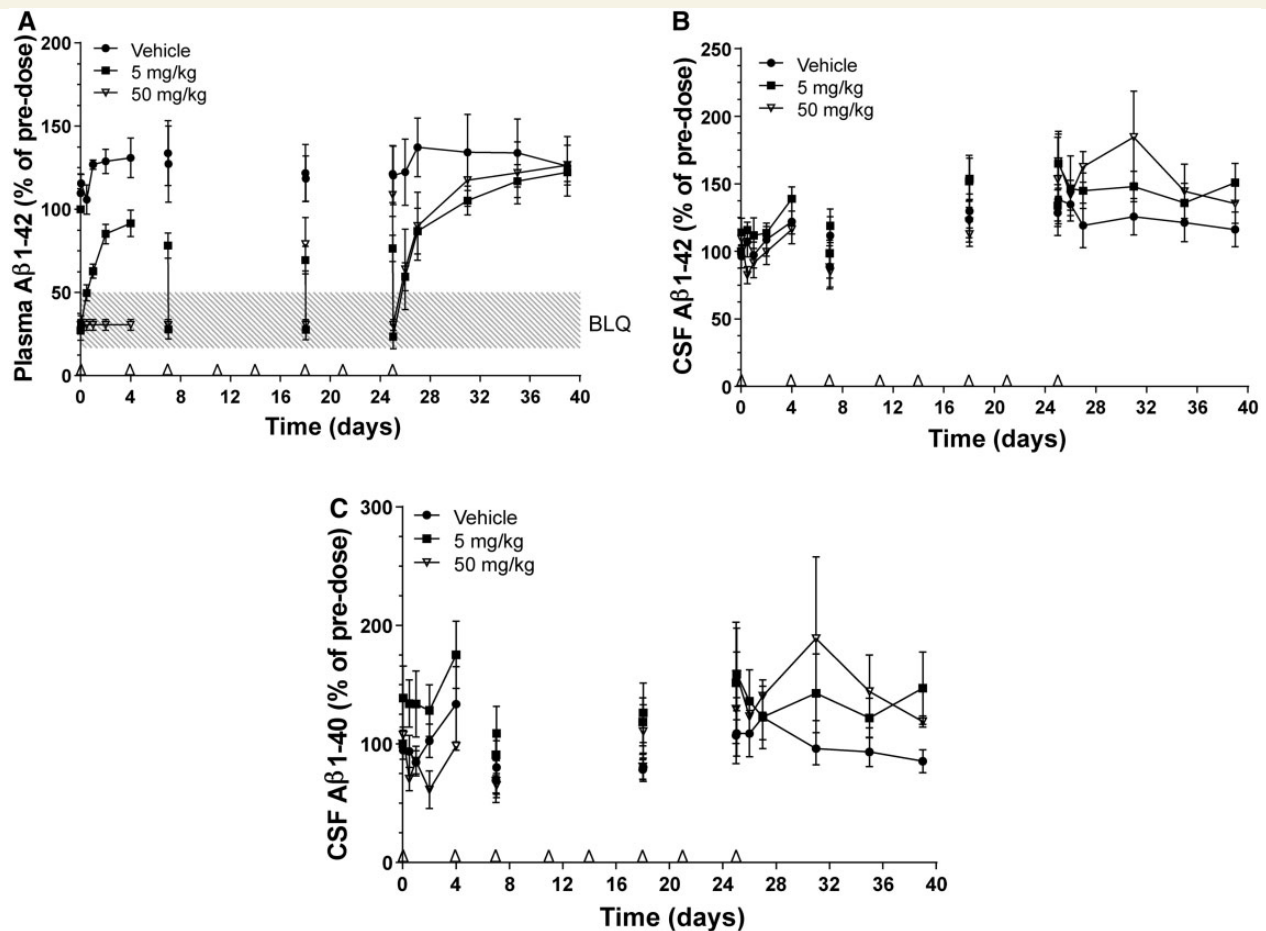 A
Plasma Aβ1-42 (% of pre-dose)
200
150
100
50
0
Vehicle
5 mg/kg
50 mg/kg
BLQ
0 4 8 12 16 20 24 28 32 36 40
Time (days)
B
CSF Aβ1-42 (% of pre-dose)
250
200
150
100
50
0
Vehicle
5 mg/kg
50 mg/kg
0 4 8 12 16 20 24 28 32 36 40
Time (days)
C
CSF Aβ1-40 (% of pre-dose)
300
200
100
0
Vehicle
5 mg/kg
50 mg/kg
0 4 8 12 16 20 24 28 32 36 40
Time (days)